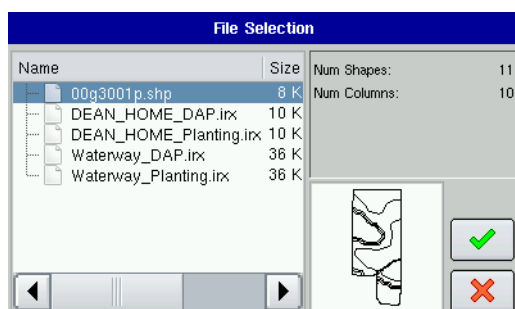 File Selection
Name Size
00g3001p.shp 8 K
DEAN_HOME_DAP.irx 10 K
DEAN_HOME_Planting.irx 10 K
Waterway_DAP.irx 36 K
Waterway_Planting.irx 36 K
Num Shapes: 11
Num Columns: 10